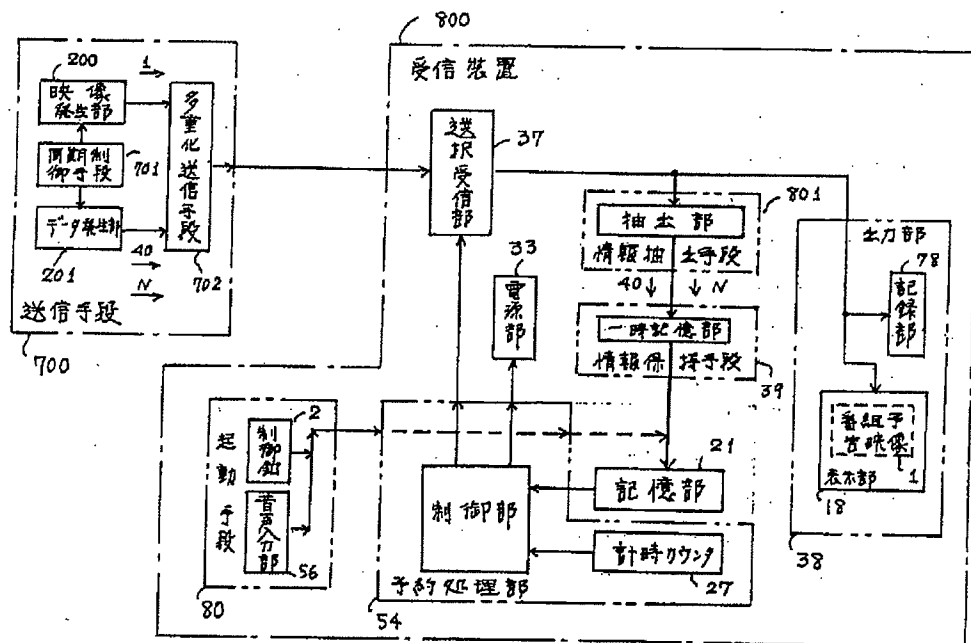 800
受信装置
200
1
映像
発生部
同期制
御手段
701
データ発生部
201
40
N
多重化送信手段
702
送信手段
700
選択受信部
37
33
電源部
801
抽出部
情報抽出手段
40
N
一時記憶部
情報保持手段
39
出力部
78
記録部
番組予
告映像
1
表示部
18
38
起動手段
2
制御卸
音声入力部
56
80
制御部
21
記憶部
計時カウンタ
27
予約処理部
54